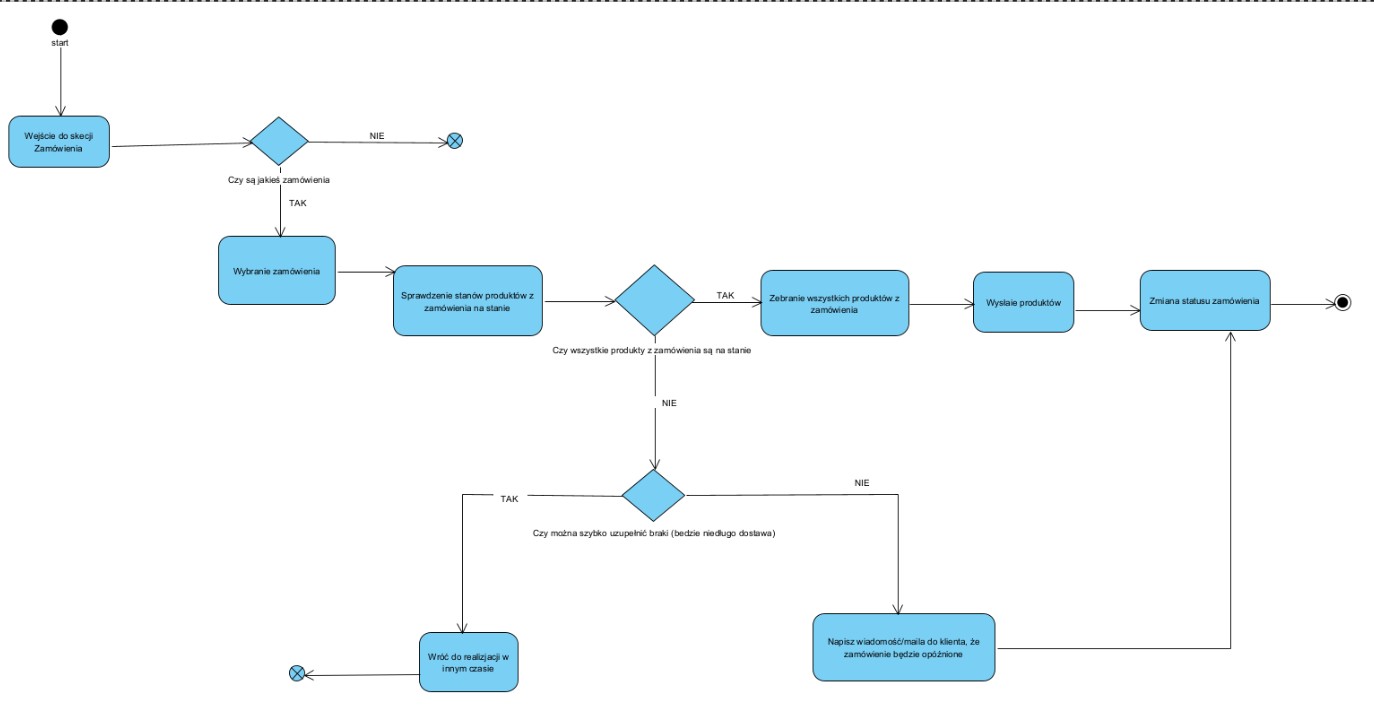 start
Wejście do skecji
Zamówienia
NIE
Czy są jakieś zamówienia
TAK
Wybranie zamówienia
Sprawdzenie stanów produktów z
zamówienia na stanie
TAK
Zebranie wszystkich produktów z
zamówienia
Wysłaie produktów
Zmiana statusu zamówienia
Czy wszystkie produkty z zamówienia są na stanie
NIE
TAK
NIE
Czy można szybko uzupełnić braki (bedzie niedługo dostawa)
Wróć do realizjacji w
innym czasie
Napisz wiadomość/maila do klienta, że
zamówienie będzie opóżnione